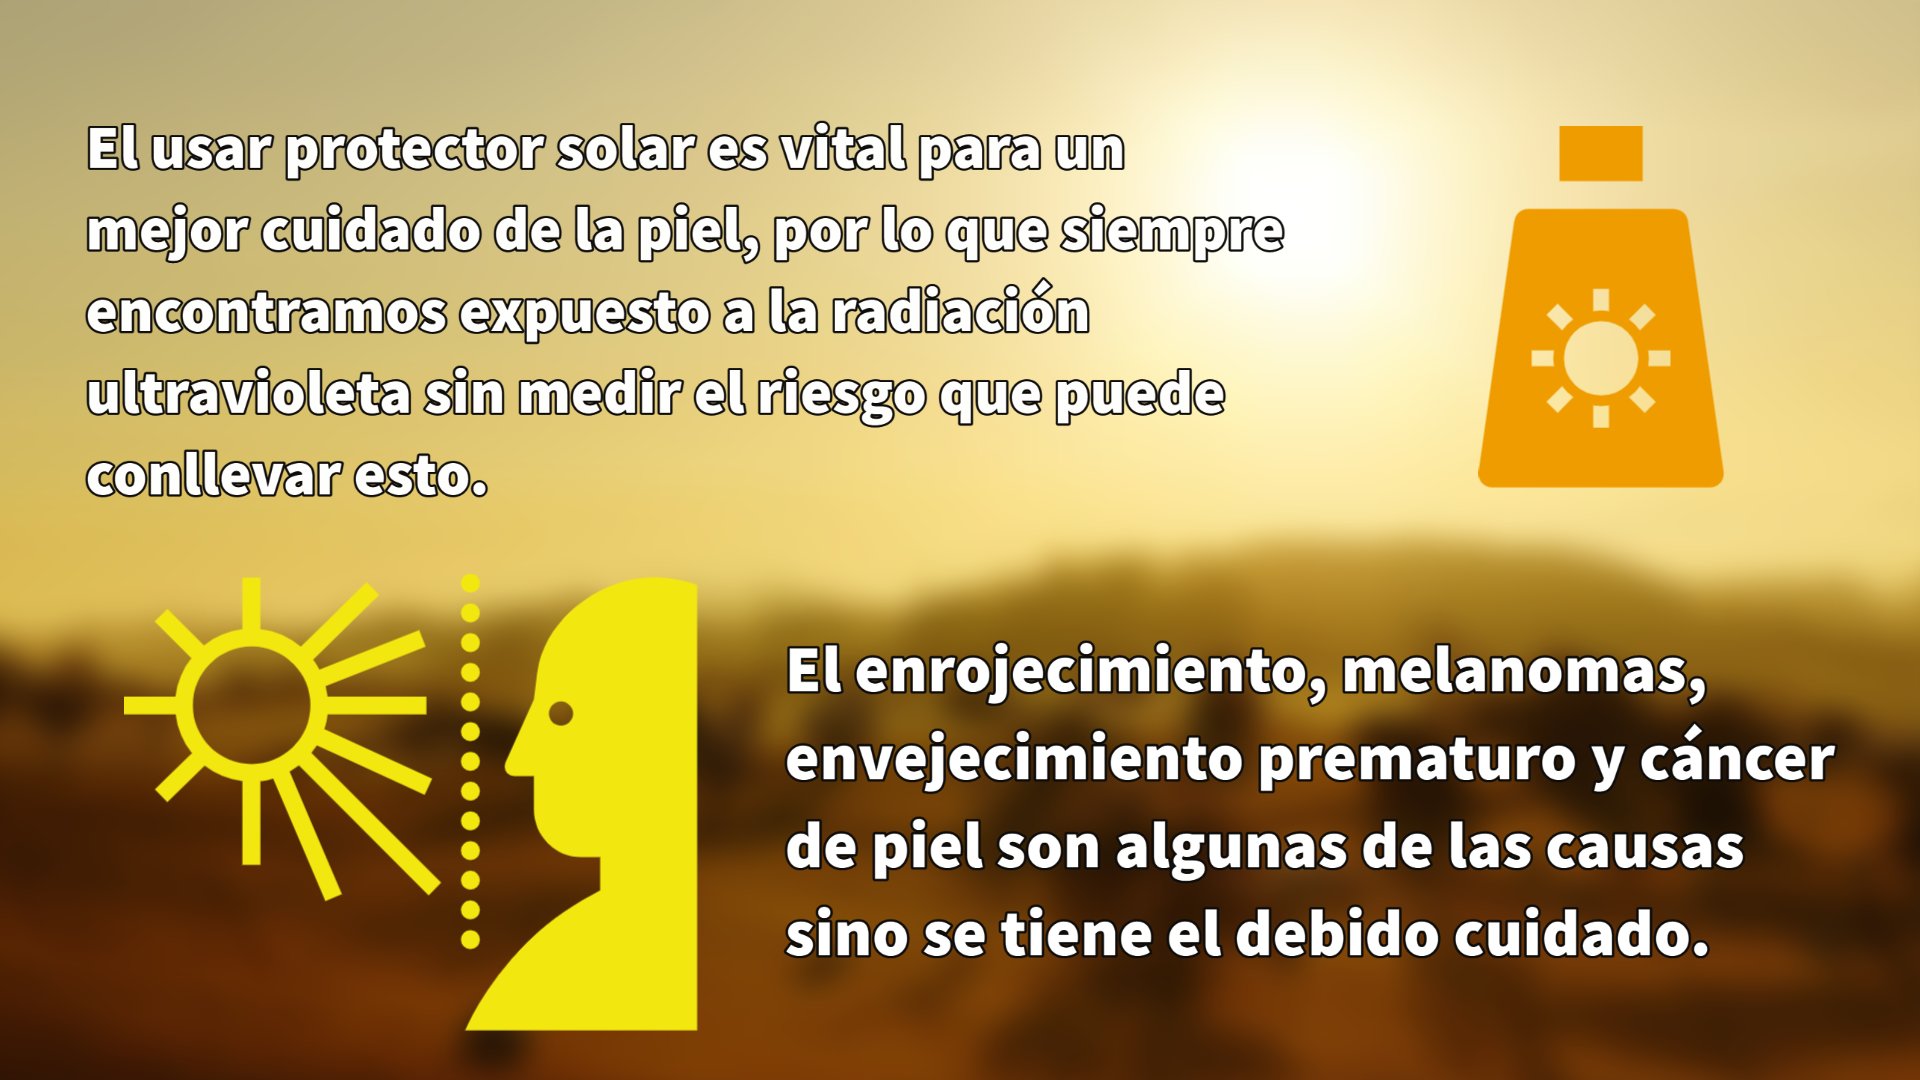 El usar protector solar es vital para un
mejor cuidado de la piel, por lo que siempre
encontramos expuesto a la radiación
ultravioleta sin medir el riesgo que puede
conllevar esto.
El enrojecimiento, melanomas,
envejecimiento prematuro y cáncer
de piel son algunas de las causas
sino se tiene el debido cuidado.